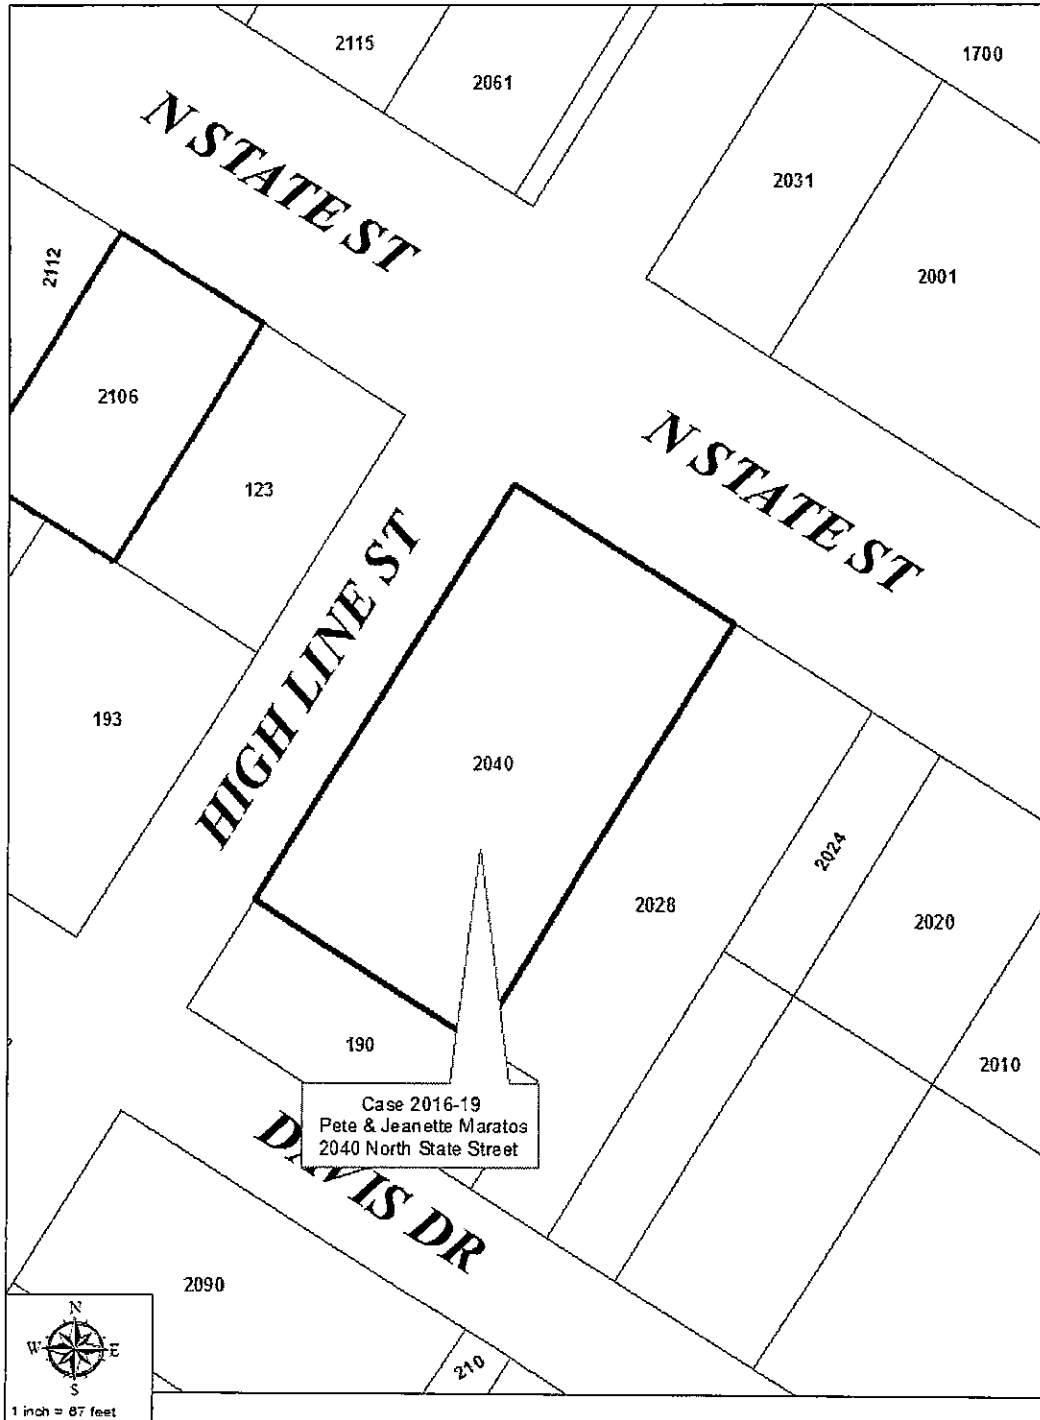 2115
2061
1700
N STATE ST
2031
2112
2001
2106
123
N STATE ST
HIGH LINE ST
193
2040
2024
2028
2020
190
2010
Case 2016-19
Pete & Jeanette Maratos
2040 North State Street
DAVIS DR
2090
210
N
W
E
S
1 inch = 67 feet